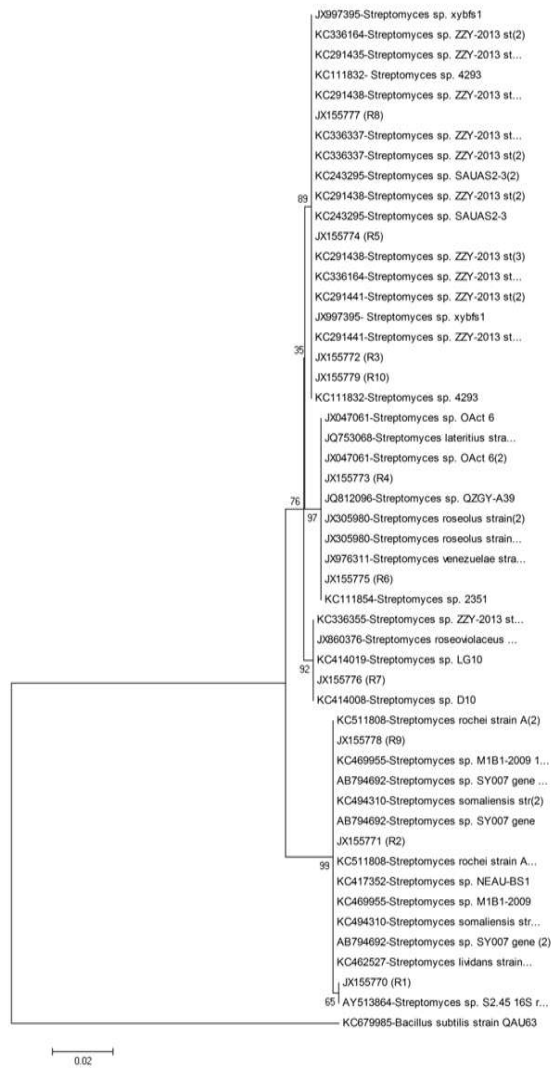 JX997395-Streptomyces sp. xybfs1
KC336164-Streptomyces sp. ZZY-2013 st(2)
KC291435-Streptomyces sp. ZZY-2013 st...
KC111832- Streptomyces sp. 4293
KC291438-Streptomyces sp. ZZY-2013 st...
JX155777 (R8)
KC336337-Streptomyces sp. ZZY-2013 st...
KC336337-Streptomyces sp. ZZY-2013 st(2)
KC243295-Streptomyces sp. SAUAS2-3(2)
KC291438-Streptomyces sp. ZZY-2013 st(2)
89
KC243295-Streptomyces sp. SAUAS2-3
JX155774 (R5)
KC291438-Streptomyces sp. ZZY-2013 st(3)
KC336164-Streptomyces sp. ZZY-2013 st...
KC291441-Streptomyces sp. ZZY-2013 st(2)
JX997395- Streptomyces sp. xybfs1
KC291441-Streptomyces sp. ZZY-2013 st...
35
JX155772 (R3)
JX155779 (R10)
KC111832-Streptomyces sp. 4293
JX047061-Streptomyces sp. OAct 6
JQ753068-Streptomyces lateritius stra...
JX047061-Streptomyces sp. OAct 6(2)
JX155773 (R4)
76
JQ812096-Streptomyces sp. QZGY-A39
97
JX305980-Streptomyces roseolus strain(2)
JX305980-Streptomyces roseolus strain...
JX976311-Streptomyces venezuelae stra...
JX155775 (R6)
KC111854-Streptomyces sp. 2351
KC336355-Streptomyces sp. ZZY-2013 st...
JX860376-Streptomyces roseoviolaceus ...
KC414019-Streptomyces sp. LG10
92
JX155776 (R7)
KC414008-Streptomyces sp. D10
KC511808-Streptomyces rochei strain A(2)
JX155778 (R9)
KC469955-Streptomyces sp. M1B1-2009 1...
AB794692-Streptomyces sp. SY007 gene ...
KC494310-Streptomyces somaliensis str(2)
AB794692-Streptomyces sp. SY007 gene
JX155771 (R2)
KC511808-Streptomyces rochei strain A...
99
KC417352-Streptomyces sp. NEAU-BS1
KC469955-Streptomyces sp. M1B1-2009
KC494310-Streptomyces somaliensis str...
AB794692-Streptomyces sp. SY007 gene (2)
KC462527-Streptomyces lividans strain...
JX155770 (R1)
65
AY513864-Streptomyces sp. S2.45 16S r...
KC679985-Bacillus subtilis strain QAU63
0.02